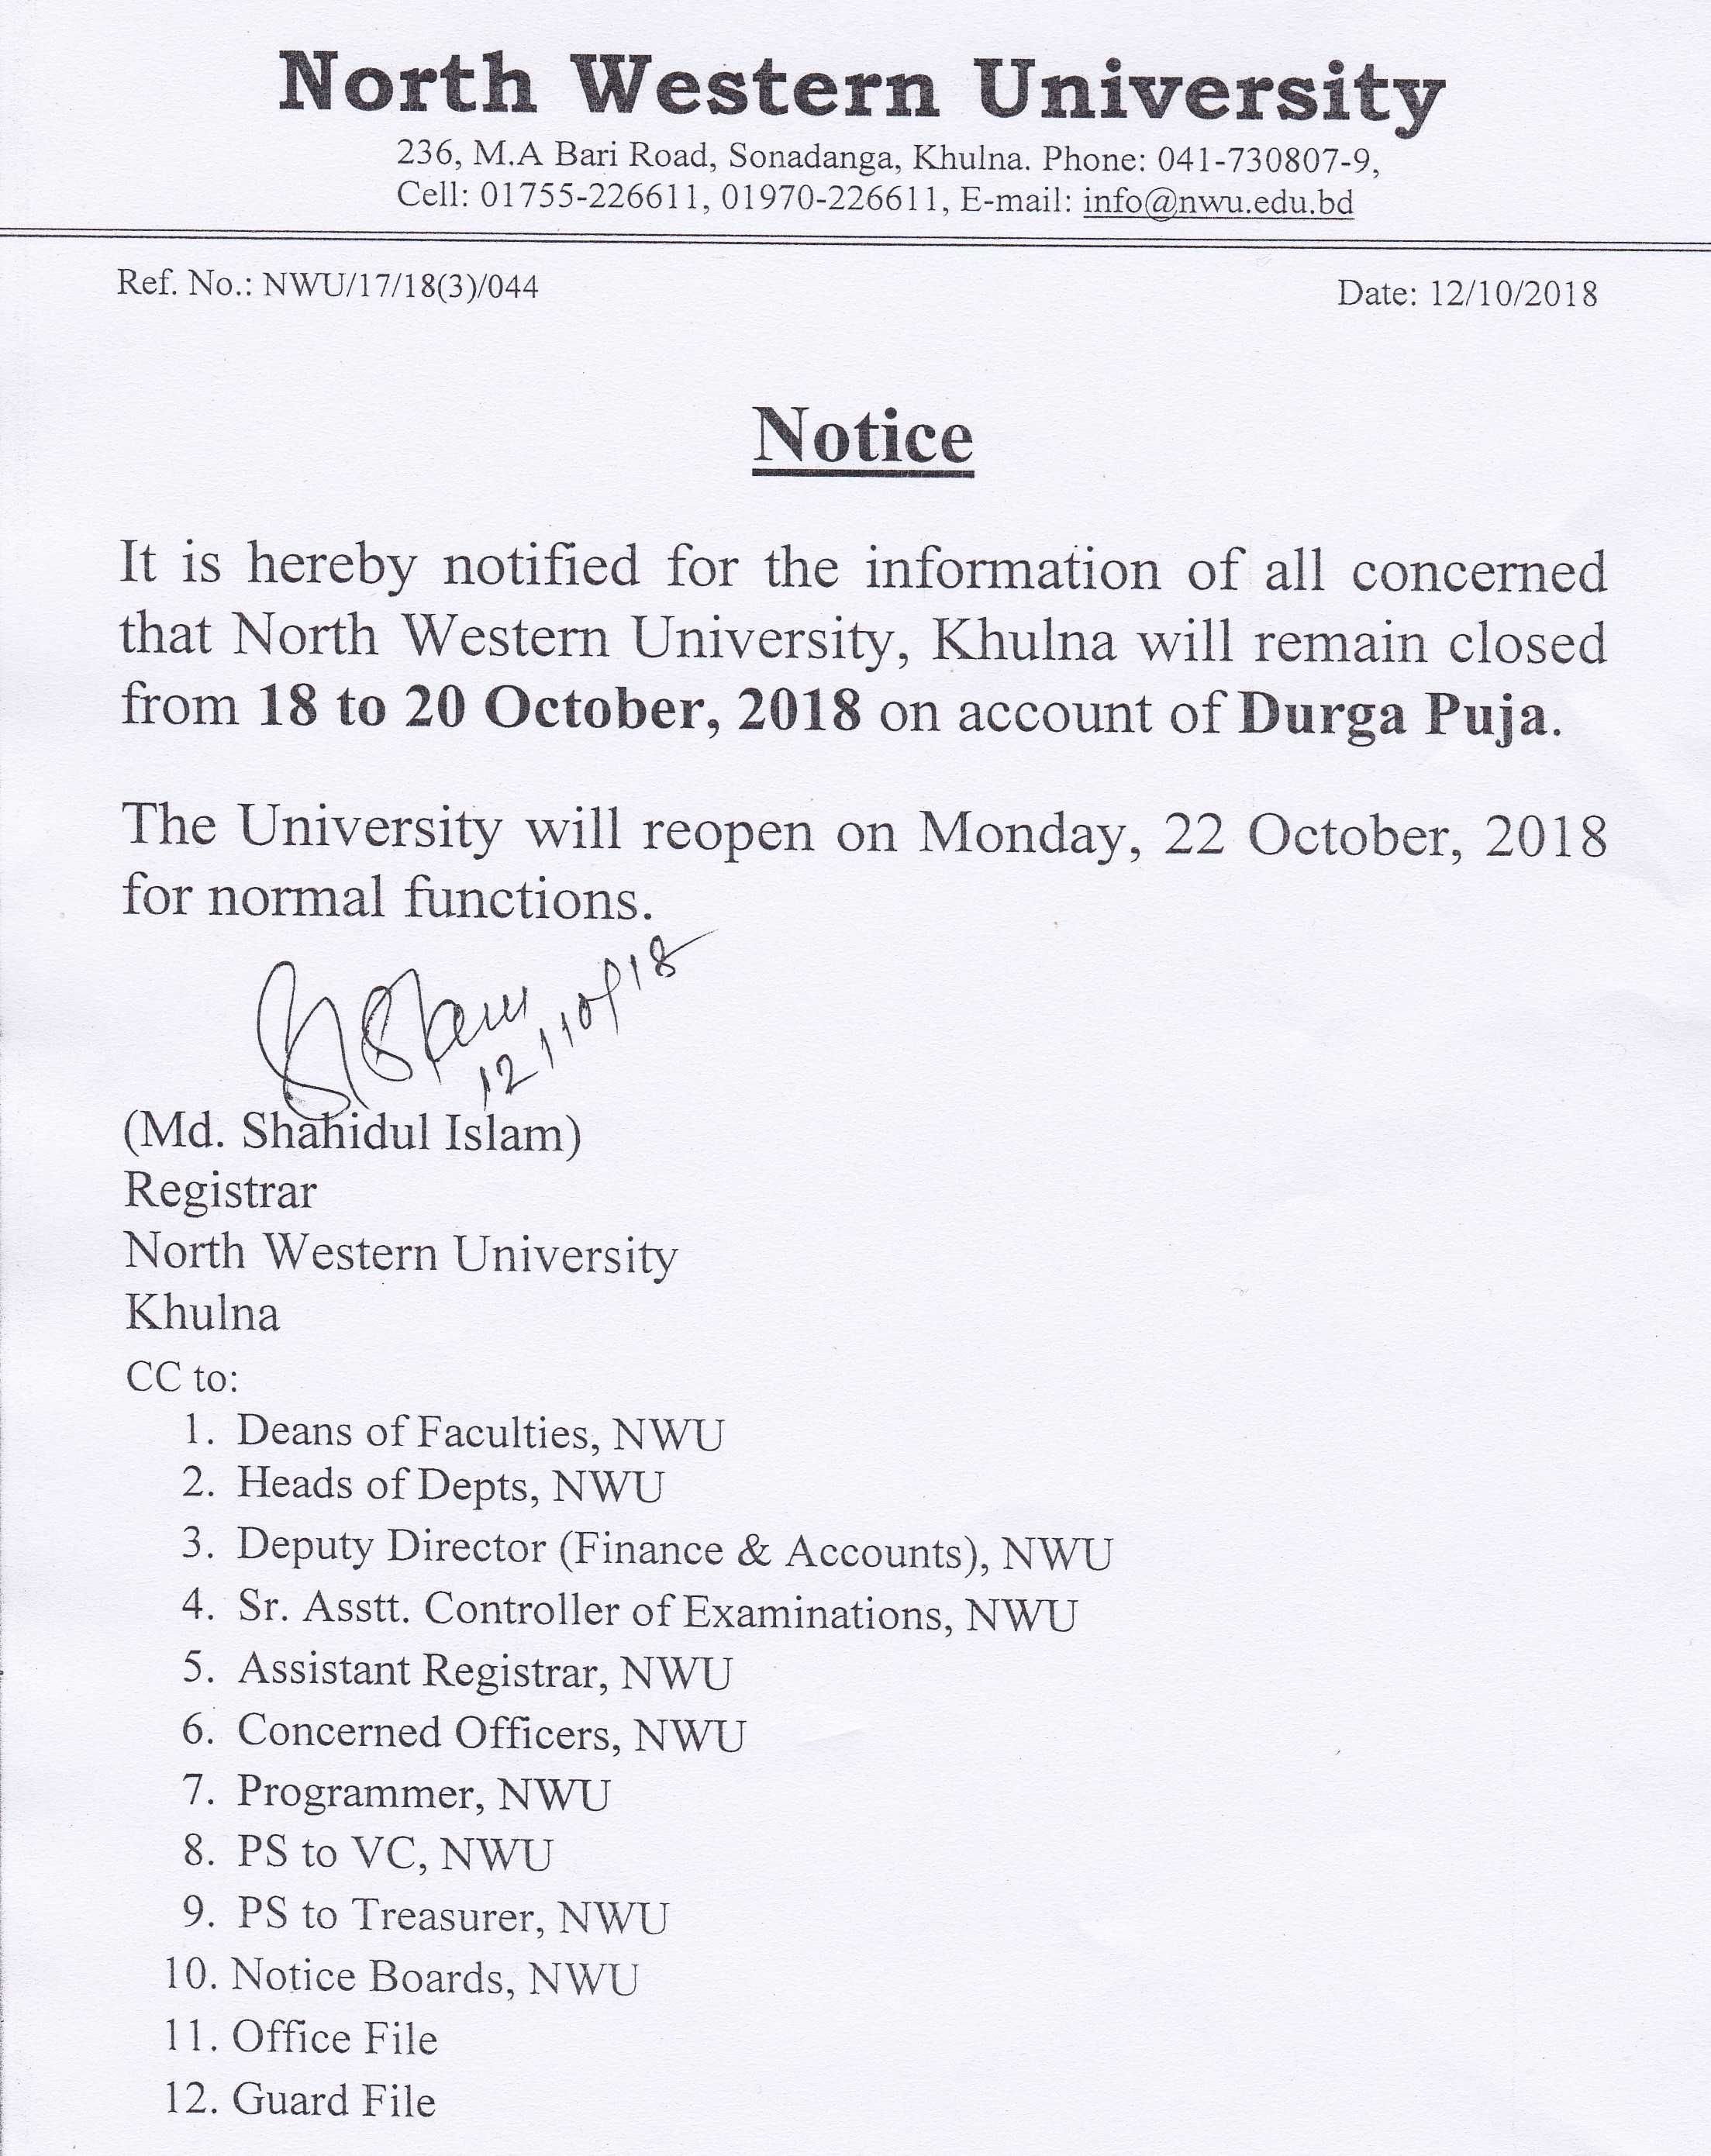 North Western University
236, M.A Bari Road, Sonadanga, Khulna. Phone: 041-730807-9,
Cell: 01755-226611, 01970-226611, E-mail: info@nwu.edu.bd
Ref. No.: NWU/17/18(3)/044
Date: 12/10/2018
Notice
It is hereby notified for the information of all concerned
that North Western University, Khulna will remain closed
from 18 to 20 October, 2018 on account of Durga Puja.
The University will reopen on Monday, 22 October, 2018
for normal functions.
12/10/18
(Md. Shahidul Islam)
Registrar
North Western University
Khulna
CC to:
1. Deans of Faculties, NWU
2. Heads of Depts, NWU
3. Deputy Director (Finance & Accounts), NWU
4. Sr. Asstt. Controller of Examinations, NWU
5. Assistant Registrar, NWU
6. Concerned Officers, NWU
7. Programmer, NWU
8. PS to VC, NWU
9. PS to Treasurer, NWU
10. Notice Boards, NWU
11. Office File
12. Guard File